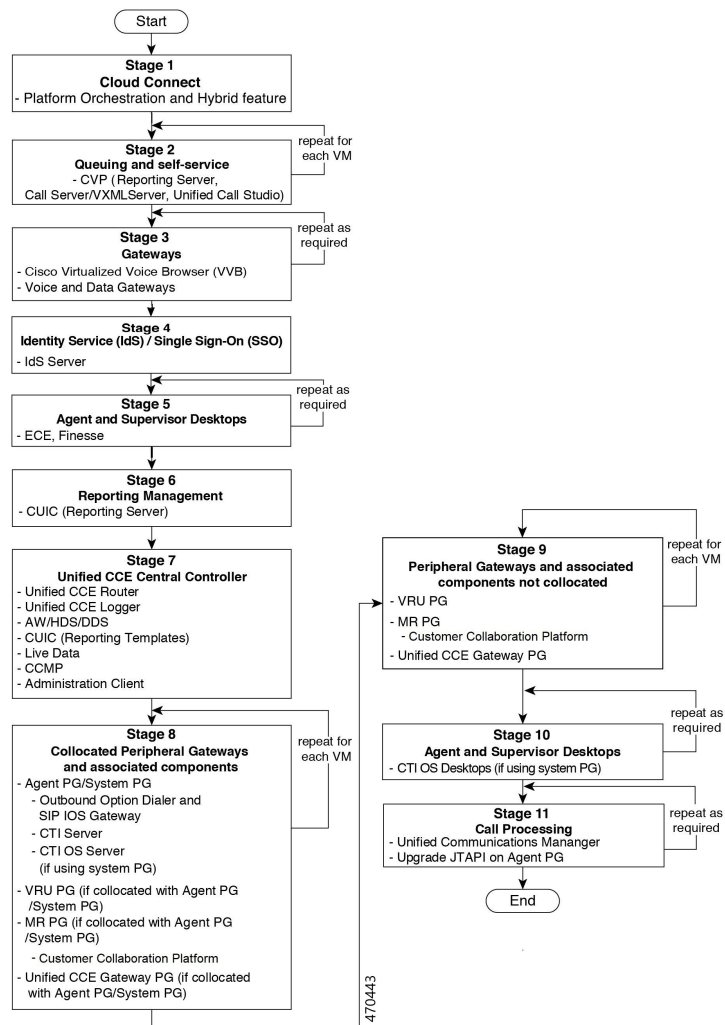 Start
Stage 1
Cloud Connect
- Platform Orchestration and Hybrid feature
repeat for
each VM
Stage 2
Queuing and self-service
- CVP ( Reporting Server,
Call Server/VXMLServer, Unified Call Studio)
repeat as
required
Stage 3
Gateways
- Cisco Virtualized Voice Browser (VVB)
- Voice and Data Gateways
Stage 4
Identity Service (IdS) / Single Sign-On (SSO)
- IdS Server
repeat as
required
Stage 5
Agent and Supervisor Desktops
- ECE, Finesse
Stage 6
Reporting Management
- CUIC (Reporting Server)
Stage 7
Unified CCE Central Controller
- Unified CCE Router
- Unified CCE Logger
- AW/HDS/DDS
- CUIC (Reporting Templates)
- Live Data
- CCMP
- Administration Client
Stage 8
Collocated Peripheral Gateways
and associated components
repeat for
each VM
- Agent PG/System PG
- Outbound Option Dialer and
SIP IOS Gateway
- CTI Server
- CTI OS Server
(if using system PG)
- VRU PG (if collocated with Agent PG
/System PG)
- MR PG (if collocated with Agent PG
/System PG)
- Customer Collaboration Platform
- Unified CCE Gateway PG (if collocated
with Agent PG/System PG)
Stage 9
Peripheral Gateways and associated
components not collocated
repeat for
each VM
- VRU PG
- MR PG
- Customer Collaboration Platform
- Unified CCE Gateway PG
repeat as
required
Stage 10
Agent and Supervisor Desktops
- CTI OS Desktops (if using system PG)
repeat as
required
Stage 11
Call Processing
- Unified Communications Mananger
- Upgrade JTAPI on Agent PG
End
470443